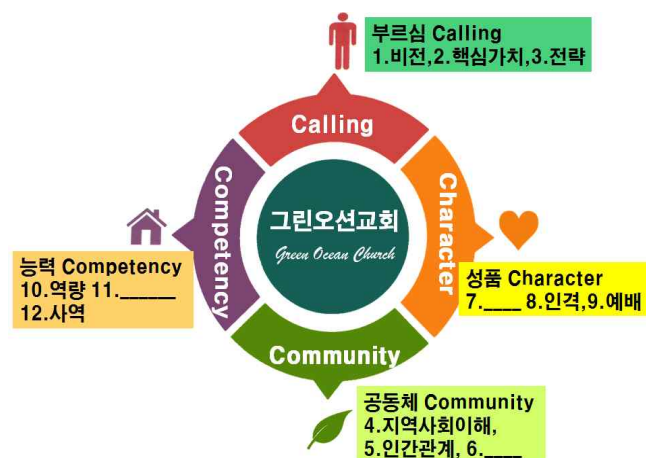 부르심 Calling
1.비전,2.핵심가치,3.전략
Calling
Competency
Character
그린오션교회
Green Ocean Church
능력 Competency
10.역량 11.______
12.사역
성품 Character
7.____ 8.인격,9.예배
Community
공동체 Community
4.지역사회이해,
5.인간관계, 6.____